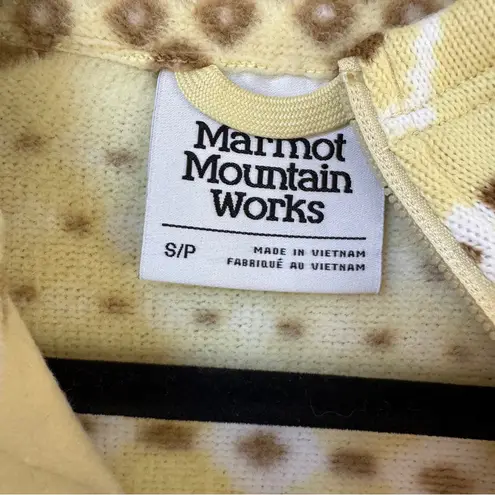 Marmot
Mountain
Works
S/P
MADE IN VIETNAM
FABRIQUÉ AU VIETNAM